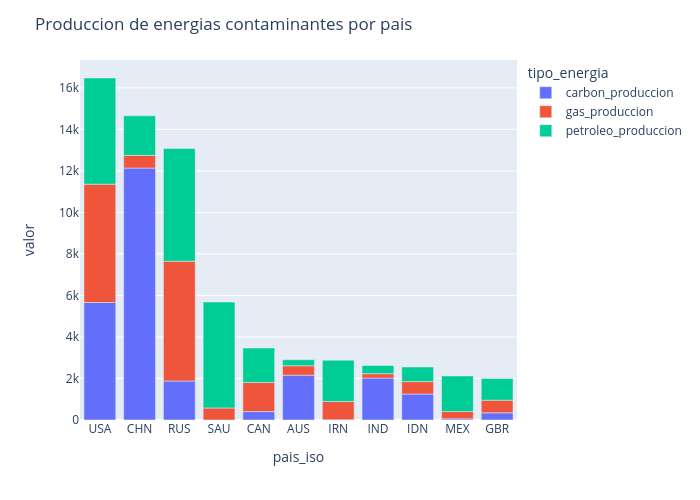 Produccion de energias contaminantes por pais
tipo_energia
carbon_produccion
gas_produccion
petroleo_produccion
valor
16k
14k
12k
10k
8k
6k
4k
2k
0
USA CHN RUS SAU CAN AUS IRN IND IDN MEX GBR
pais_iso